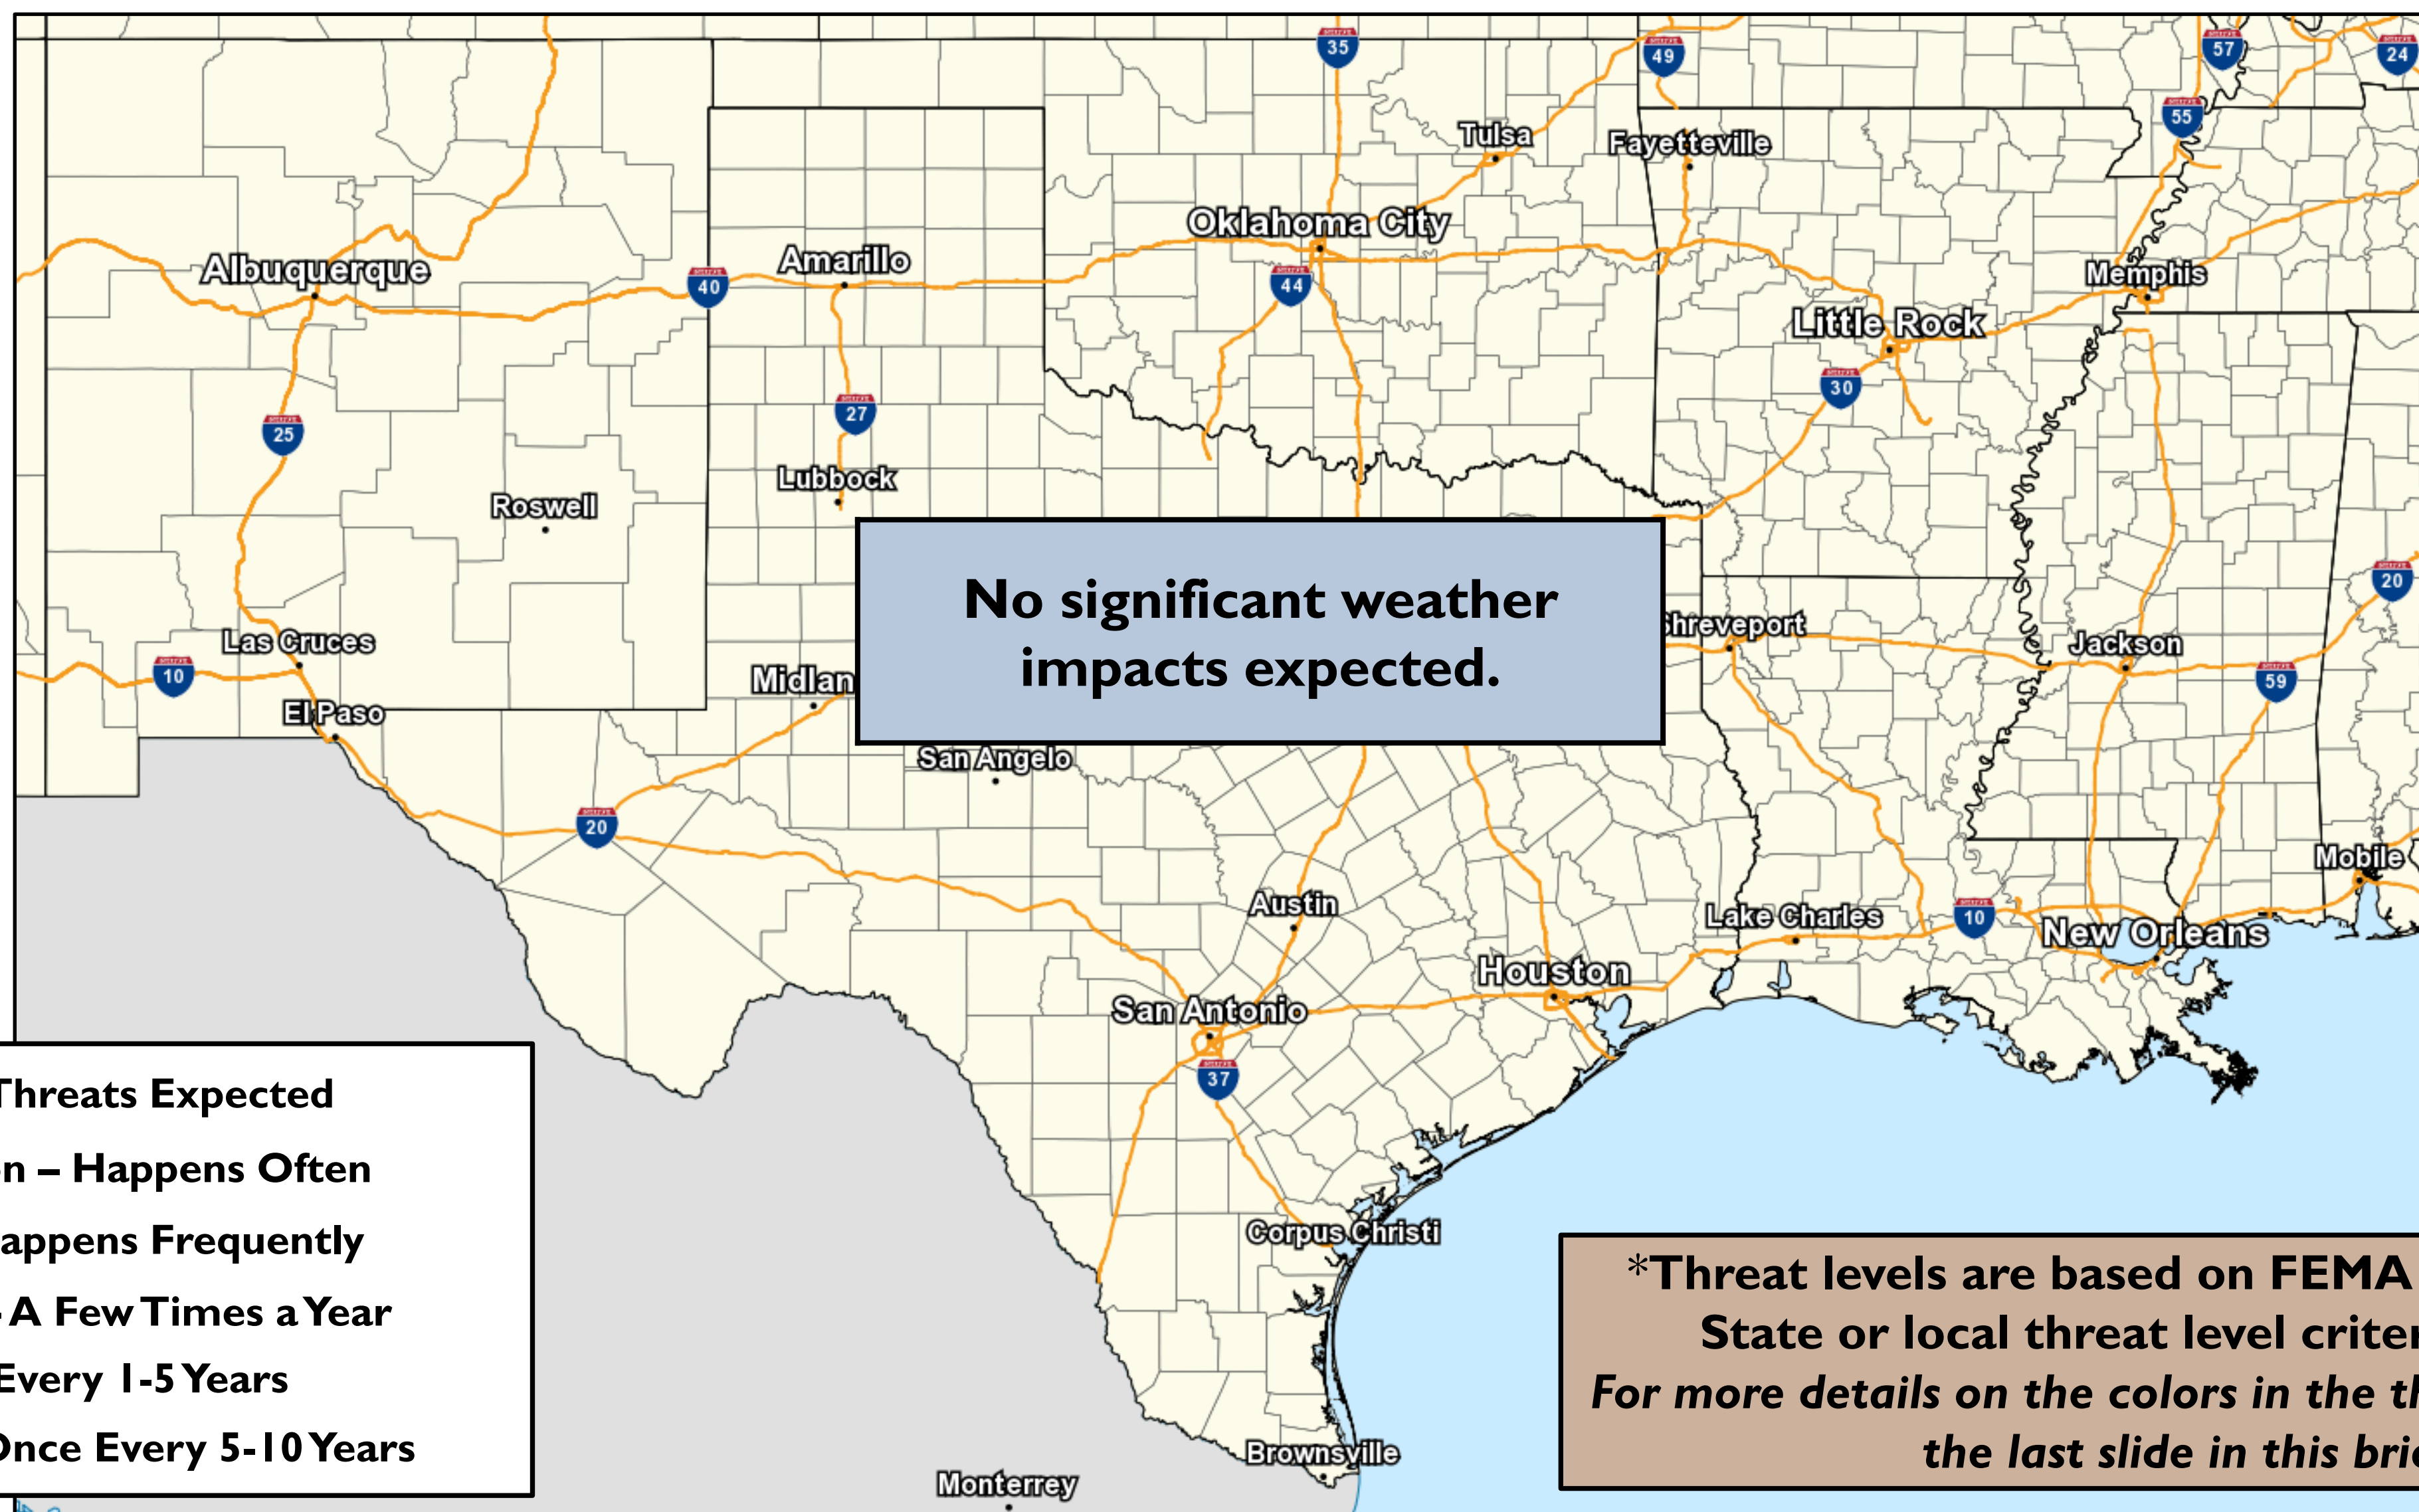 35
49
57
24
55
Tulsa
Fayetteville
Oklahoma City
Albuquerque
Amarillo
40
44
Memphis
Little Rock
30
25
27
Lubbock
Roswell
No significant weather
impacts expected.
20
Las Cruces
10
Shreveport
Jackson
59
Midlan
El Paso
San Angelo
20
Mobile
Austin
Lake Charles
10
New Orleans
Houston
San Antonio
37
Threats Expected
n – Happens Often
appens Frequently
- A Few Times a Year
Every 1-5 Years
Once Every 5-10 Years
Corpus Christi
*Threat levels are based on FEMA
State or local threat level criter
For more details on the colors in the th
the last slide in this brie
Brownsville
Monterrey